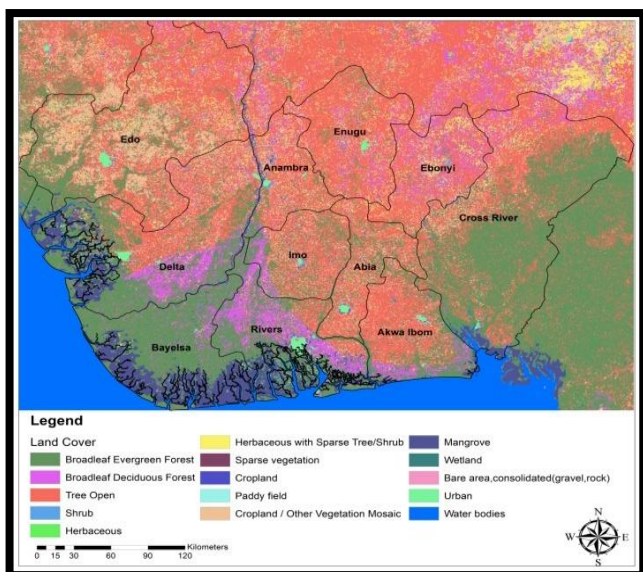 Edo
Enugu
Anambra
Ebonyi
Cross River
Delta
Imo
Abia
Rivers
Akwa Ibom
Bayelsa
Legend
Land Cover
Broadleaf Evergreen Forest
Broadleaf Deciduous Forest
Tree Open
Shrub
Herbaceous
Herbaceous with Sparse Tree/Shrub
Sparse vegetation
Cropland
Paddy field
Cropland / Other Vegetation Mosaic
Mangrove
Wetland
Bare area,consolidated(gravel,rock)
Urban
Water bodies
Kilometers
0 15 30 60 90 120
N
W E
S